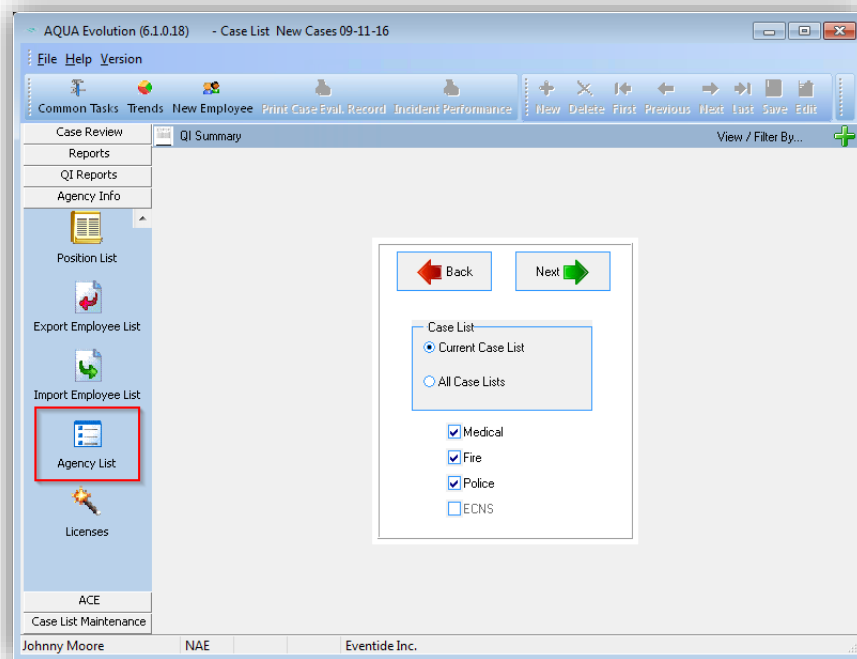 AQUA Evolution (6.1.0.18) - Case List New Cases 09-11-16
File Help Version
Common Tasks Trends New Employee Print Case Eval. Record Incident Performance New Delete First Previous Next Last Save Edit
Case Review
QI Summary View / Filter By...
Reports
QI Reports
Agency Info
Position List
Export Employee List
Import Employee List
Agency List
Licenses
Back Next
Case List
Current Case List
All Case Lists
Medical
Fire
Police
ECNS
ACE
Case List Maintenance
Johnny Moore NAE Eventide Inc.